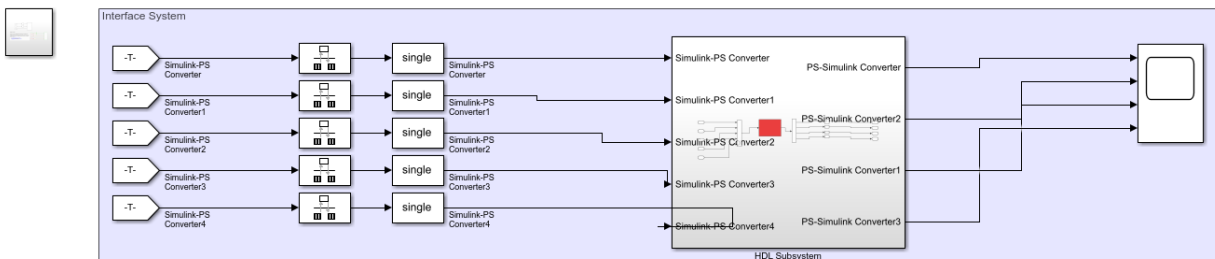 Interface System
-T-
Simulink-PS
Converter
single
Simulink-PS
Converter
-T-
Simulink-PS
Converter1
single
Simulink-PS
Converter1
-T-
Simulink-PS
Converter2
single
Simulink-PS
Converter2
-T-
Simulink-PS
Converter3
single
Simulink-PS
Converter3
-T-
Simulink-PS
Converter4
single
Simulink-PS
Converter4
Simulink-PS Converter
Simulink-PS Converter1
Simulink-PS Converter2
Simulink-PS Converter3
Simulink-PS Converter4
PS-Simulink Converter
PS-Simulink Converter2
PS-Simulink Converter1
PS-Simulink Converter3
HDL Subsystem